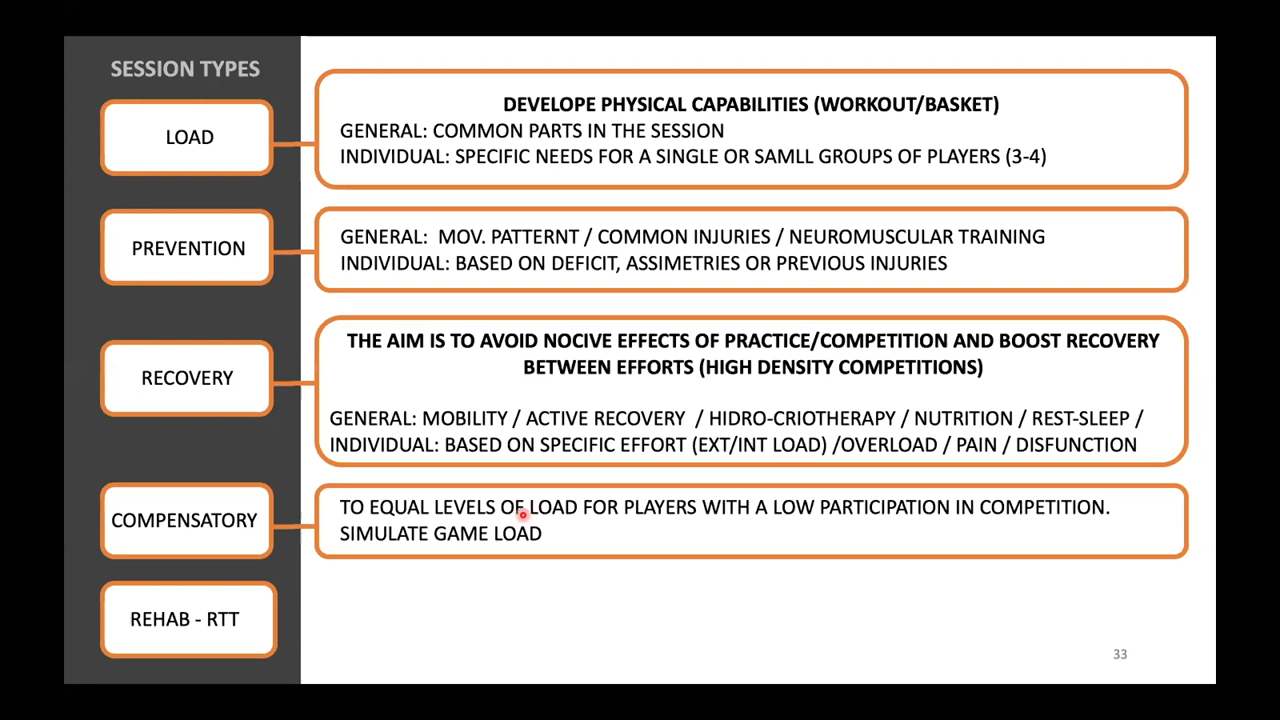 SESSION TYPES
LOAD
DEVELOPE PHYSICAL CAPABILITIES (WORKOUT/BASKET)
GENERAL: COMMON PARTS IN THE SESSION
INDIVIDUAL: SPECIFIC NEEDS FOR A SINGLE OR SAMLL GROUPS OF PLAYERS (3-4)
PREVENTION
GENERAL: MOV. PATTERNT / COMMON INJURIES / NEUROMUSCULAR TRAINING
INDIVIDUAL: BASED ON DEFICIT, ASSIMETRIES OR PREVIOUS INJURIES
RECOVERY
THE AIM IS TO AVOID NOCIVE EFFECTS OF PRACTICE/COMPETITION AND BOOST RECOVERY
BETWEEN EFFORTS (HIGH DENSITY COMPETITIONS)
GENERAL: MOBILITY / ACTIVE RECOVERY / HIDRO-CRIOTHERAPY / NUTRITION / REST-SLEEP /
INDIVIDUAL: BASED ON SPECIFIC EFFORT (EXT/INT LOAD) /OVERLOAD / PAIN / DISFUNCTION
COMPENSATORY
TO EQUAL LEVELS OF LOAD FOR PLAYERS WITH A LOW PARTICIPATION IN COMPETITION.
SIMULATE GAME LOAD
REHAB - RTT
33